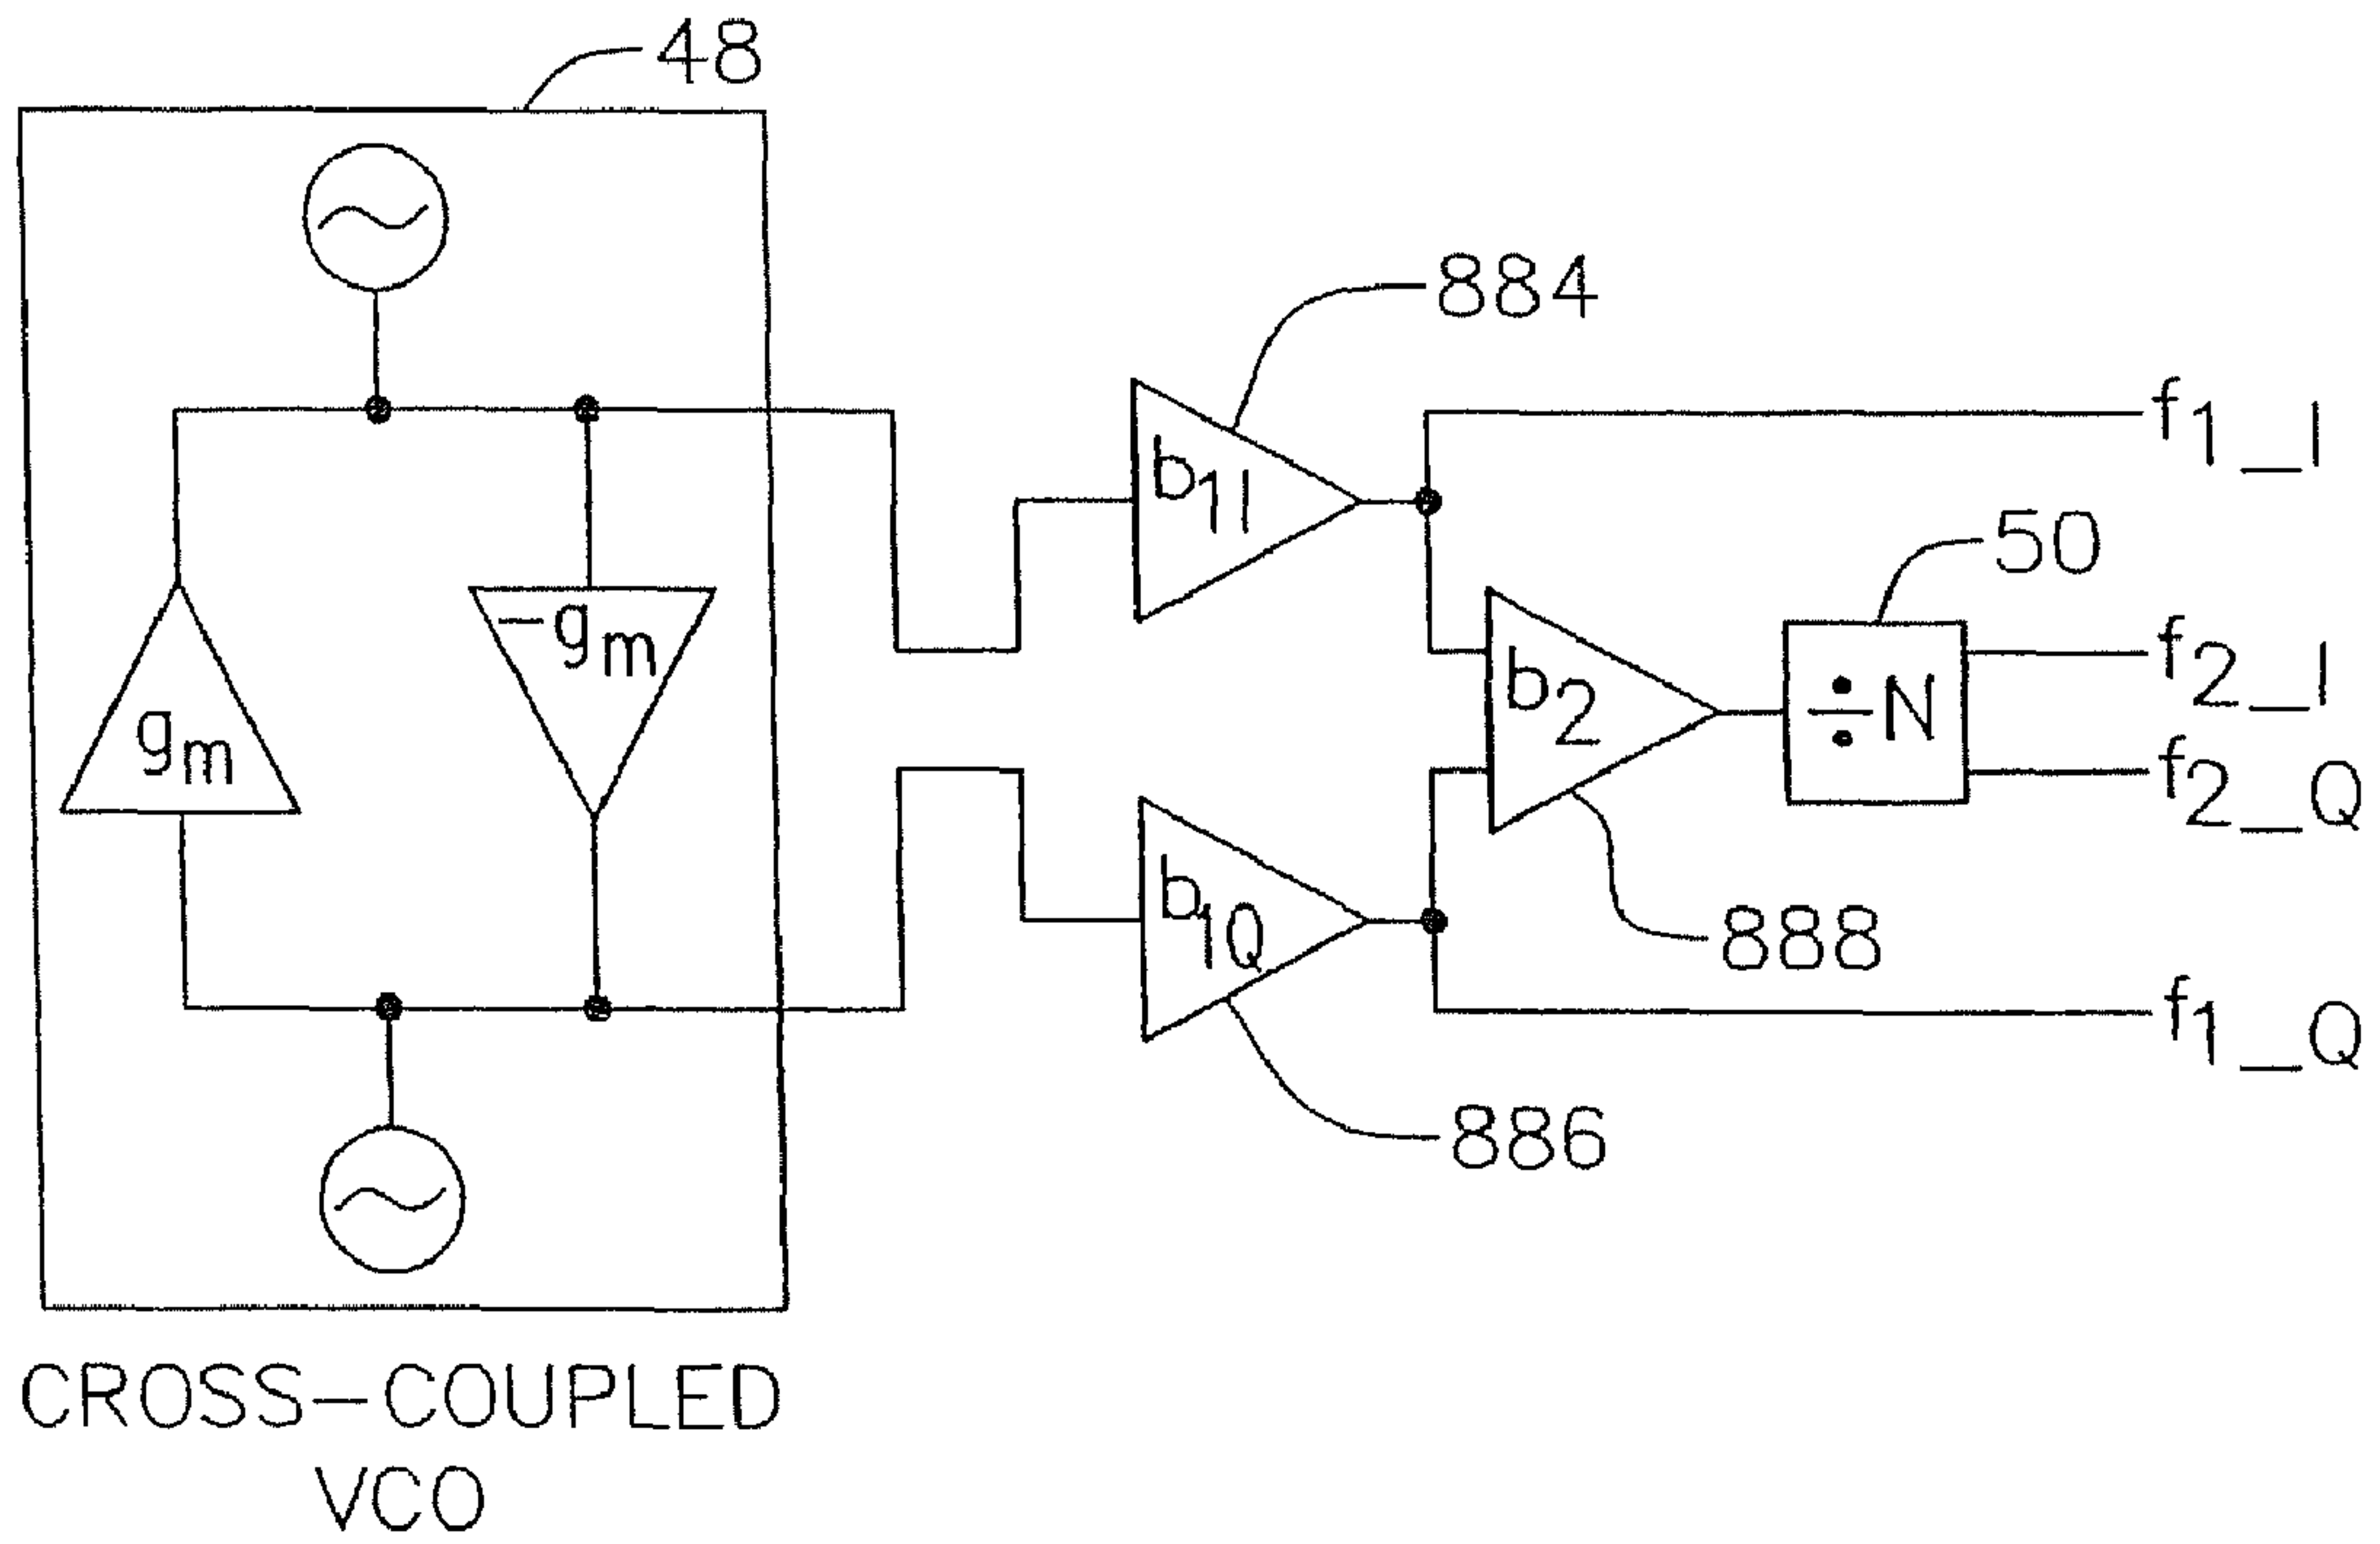 48
884
b1I
f1_I
50
-gm
gm
b2
÷N
f2_I
f2_Q
b1Q
888
f1_Q
886
CROSS-COUPLED
VCO